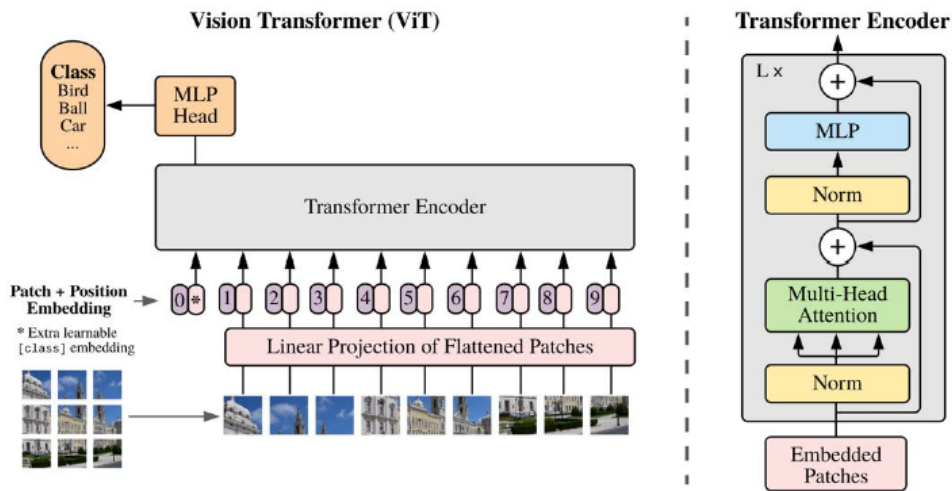 Vision Transformer (ViT)
Class
Bird
Ball
Car
...
MLP
Head
Transformer Encoder
Patch + Position
Embedding
0 * 1 2 3 4 5 6 7 8 9
* Extra learnable
[class] embedding
Linear Projection of Flattened Patches
Transformer Encoder
L ×
+
MLP
Norm
+
Multi-Head
Attention
Norm
Embedded
Patches